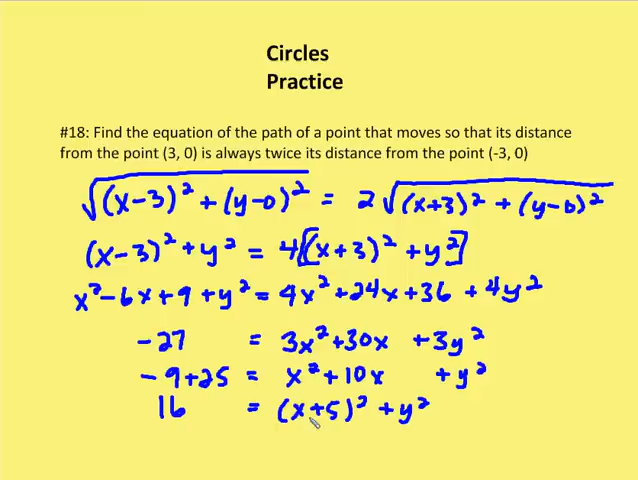 Circles
Practice
#18: Find the equation of the path of a point that moves so that its distance
from the point (3, 0) is always twice its distance from the point (-3, 0)
√(x-3)² + (y-0)² = 2√(x+3)² + (y-0)²
(x-3)² + y² = 4[(x+3)² + y²]
x² - 6x + 9 + y² = 4x² + 24x + 36 + 4y²
-27 = 3x² + 30x + 3y²
-9 + 25 = x² + 10x + y²
16 = (x+5)² + y²